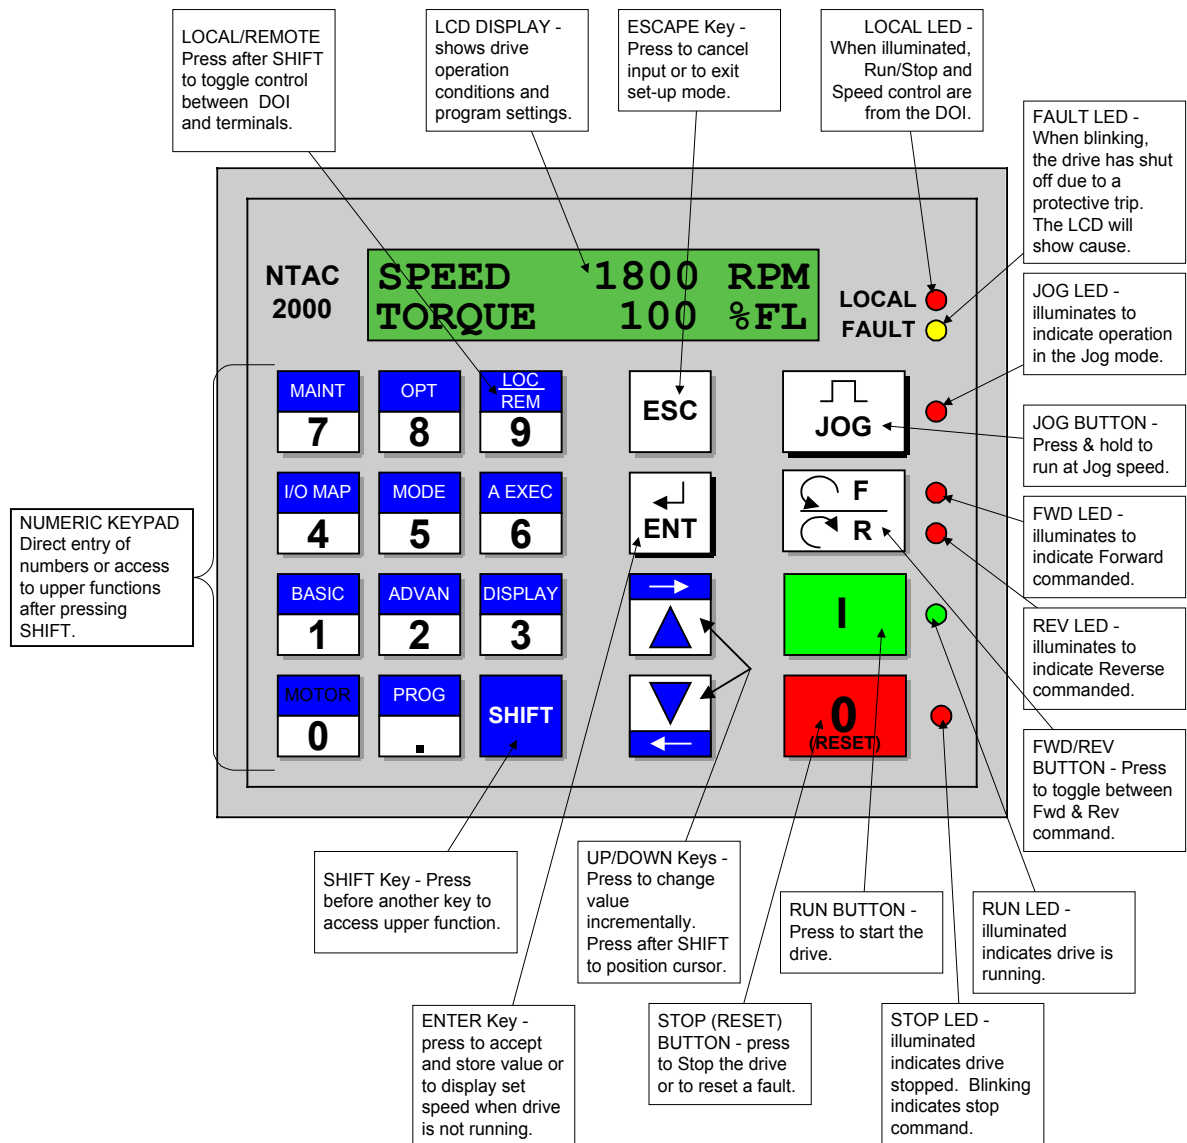 LOCAL/REMOTE
Press after SHIFT
to toggle control
between DOI
and terminals.
LCD DISPLAY -
shows drive
operation
conditions and
program settings.
ESCAPE Key -
Press to cancel
input or to exit
set-up mode.
LOCAL LED -
When illuminated,
Run/Stop and
Speed control are
from the DOI.
FAULT LED -
When blinking,
the drive has shut
off due to a
protective trip.
The LCD will
show cause.
NTAC
2000
SPEED 1800 RPM
TORQUE 100 %FL
LOCAL
FAULT
JOG LED -
illuminates to
indicate operation
in the Jog mode.
MAINT
7
OPT
8
LOC
REM
9
ESC
JOG
JOG BUTTON -
Press & hold to
run at Jog speed.
I/O MAP
4
MODE
5
A EXEC
6
ENT
F
R
FWD LED -
illuminates to
indicate Forward
commanded.
NUMERIC KEYPAD
Direct entry of
numbers or access
to upper functions
after pressing
SHIFT.
BASIC
1
ADVAN
2
DISPLAY
3
I
REV LED -
illuminates to
indicate Reverse
commanded.
MOTOR
0
PROG
.
SHIFT
0
(RESET)
FWD/REV
BUTTON - Press
to toggle between
Fwd & Rev
command.
SHIFT Key - Press
before another key to
access upper function.
UP/DOWN Keys -
Press to change
value
incrementally.
Press after SHIFT
to position cursor.
RUN BUTTON -
Press to start the
drive.
RUN LED -
illuminated
indicates drive is
running.
ENTER Key -
press to accept
and store value or
to display set
speed when drive
is not running.
STOP (RESET)
BUTTON - press
to Stop the drive
or to reset a fault.
STOP LED -
illuminated
indicates drive
stopped. Blinking
indicates stop
command.